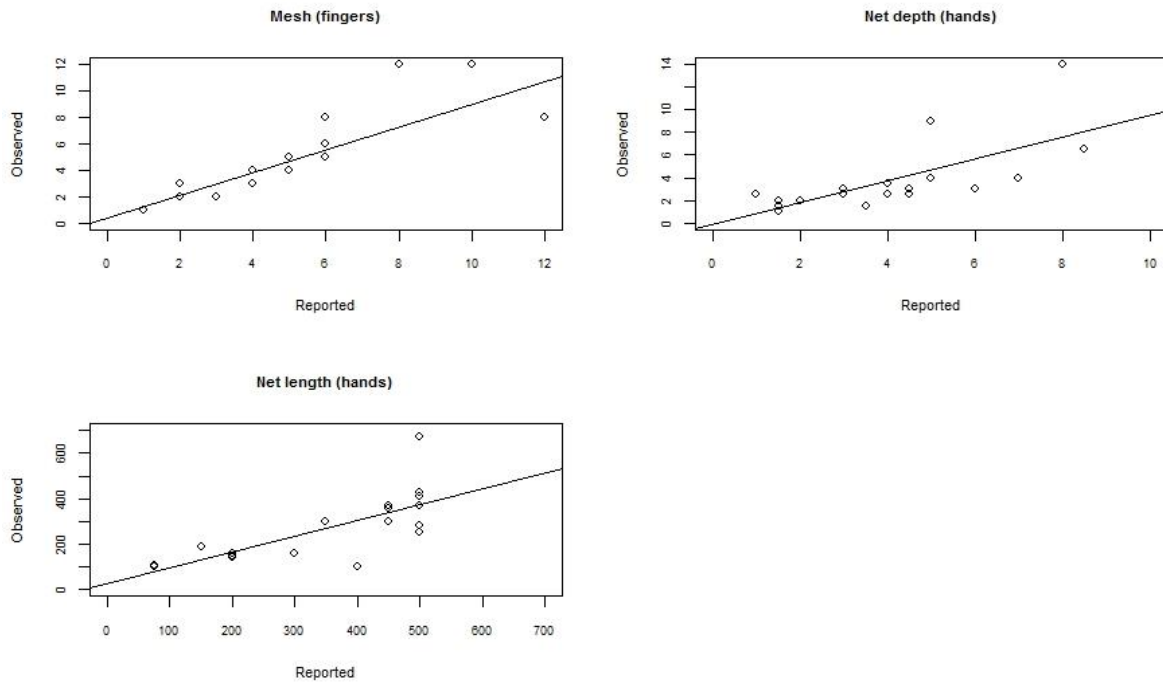 Mesh (fingers)
Observed
0 2 4 6 8 10 12
0 2 4 6 8 10 12
Reported
Net depth (hands)
Observed
0 2 4 6 8 10 14
0 2 4 6 8 10
Reported
Net length (hands)
Observed
0 200 400 600
0 100 200 300 400 500 600 700
Reported